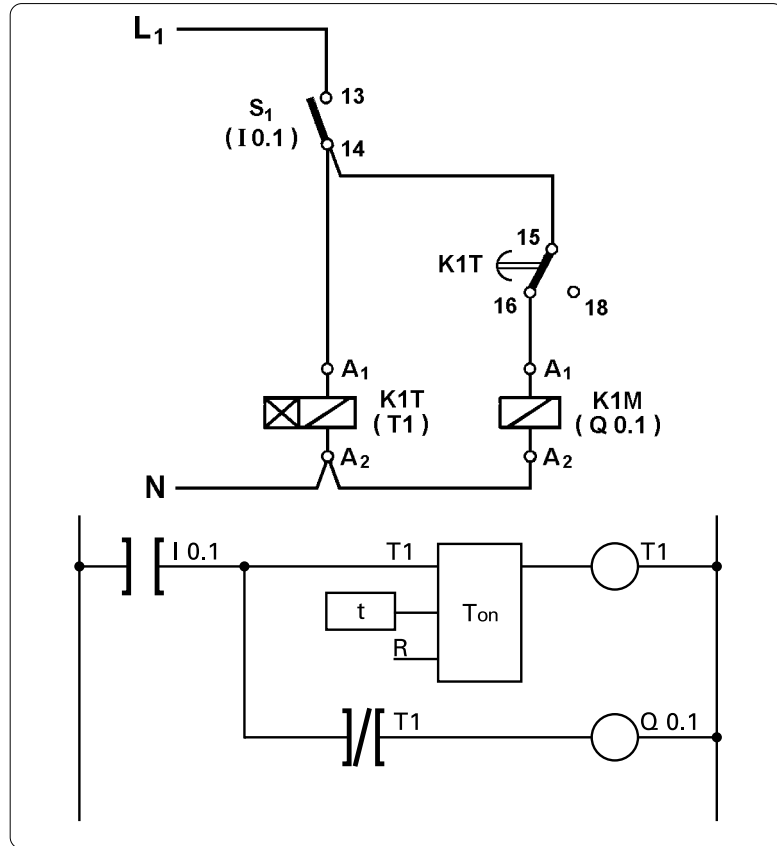 L1
13
S1
(I 0.1)
14
15
K1T
16
18
A1
A1
K1T
(T1)
K1M
(Q 0.1)
A2
A2
N
I 0.1
T1
T1
t
Ton
R
T1
Q 0.1